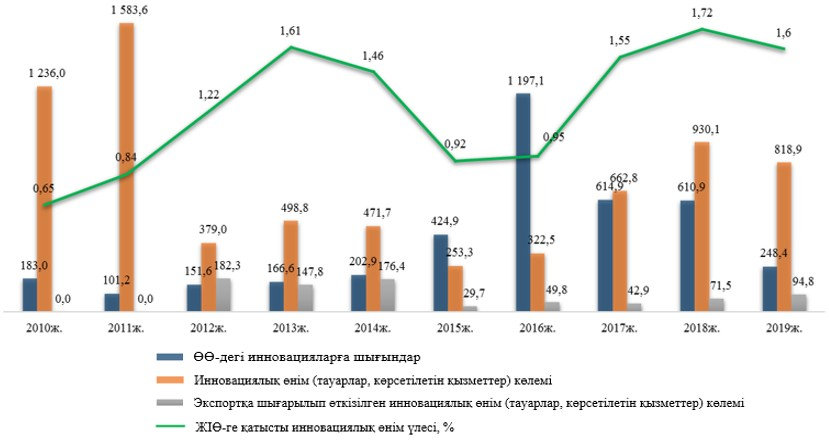 1 583,6
1,72
1,61
1,6
1,55
1,46
1 236,0
1 197,1
1,22
0,92
0,95
930,1
0,84
818,9
0,65
662,8
614,9
610,9
498,8
471,7
424,9
379,0
322,5
253,3
248,4
183,0
0,0
101,2
0,0
151,6
182,3
166,6
147,8
202,9
176,4
29,7
49,8
42,9
71,5
94,8
2010ж.
2011ж.
2012ж.
2013ж.
2014ж.
2015ж.
2016ж.
2017ж.
2018ж.
2019ж.
ӨӨ-дегі инновацияларға шығындар
Инновациялық өнім (тауарлар, көрсетілетін қызметтер) көлемі
Экспортқа шығарылып өткізілген инновациялық өнім (тауарлар, көрсетілетін қызметтер) көлемі
ЖІӨ-ге қатысты инновациялық өнім үлесі, %